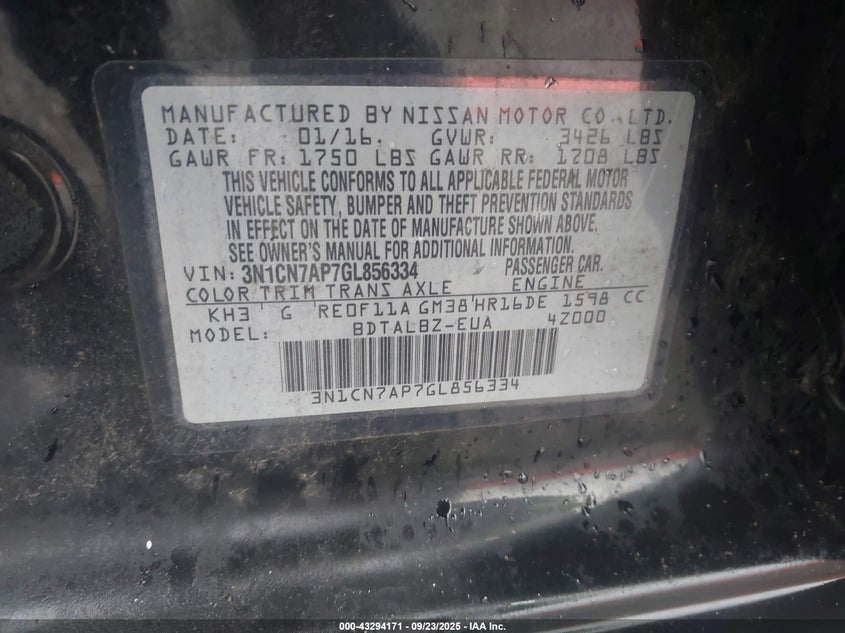 MANUFACTURED BY NISSAN MOTOR CO. LTD.
DATE: 01/16. GVWR: 3426 LBS
GAWR FR: 1750 LBS GAWR RR: 1708 LBS
THIS VEHICLE CONFORMS TO ALL APPLICABLE FEDERAL MOTOR
VEHICLE SAFETY, BUMPER AND THEFT PREVENTION STANDARDS
IN EFFECT ON THE DATE OF MANUFACTURE SHOWN ABOVE.
SEE OWNER'S MANUAL FOR ADDITIONAL INFORMATION.
VIN: 3N1CN7AP7GL856334 PASSENGER CAR.
COLOR TRIM TRANS AXLE ENGINE
KH3 G RE0F11A GM38 HR16DE 1598 CC
MODEL: BDTALBZ-EUA 4Z000
3N1CN7AP7GL856334
000-43294171 - 09/23/2025 - IAA Inc.